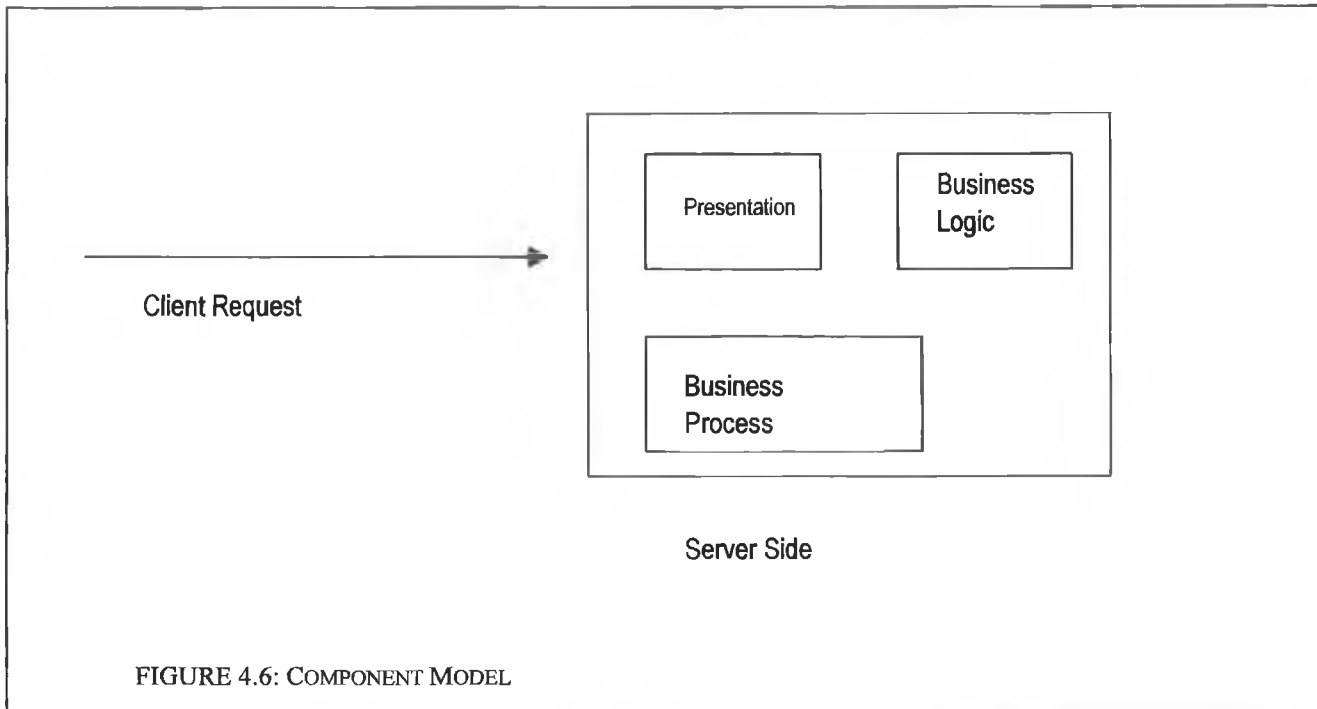 Presentation
Business
Logic
Client Request
Business
Process
Server Side
FIGURE 4.6: COMPONENT MODEL